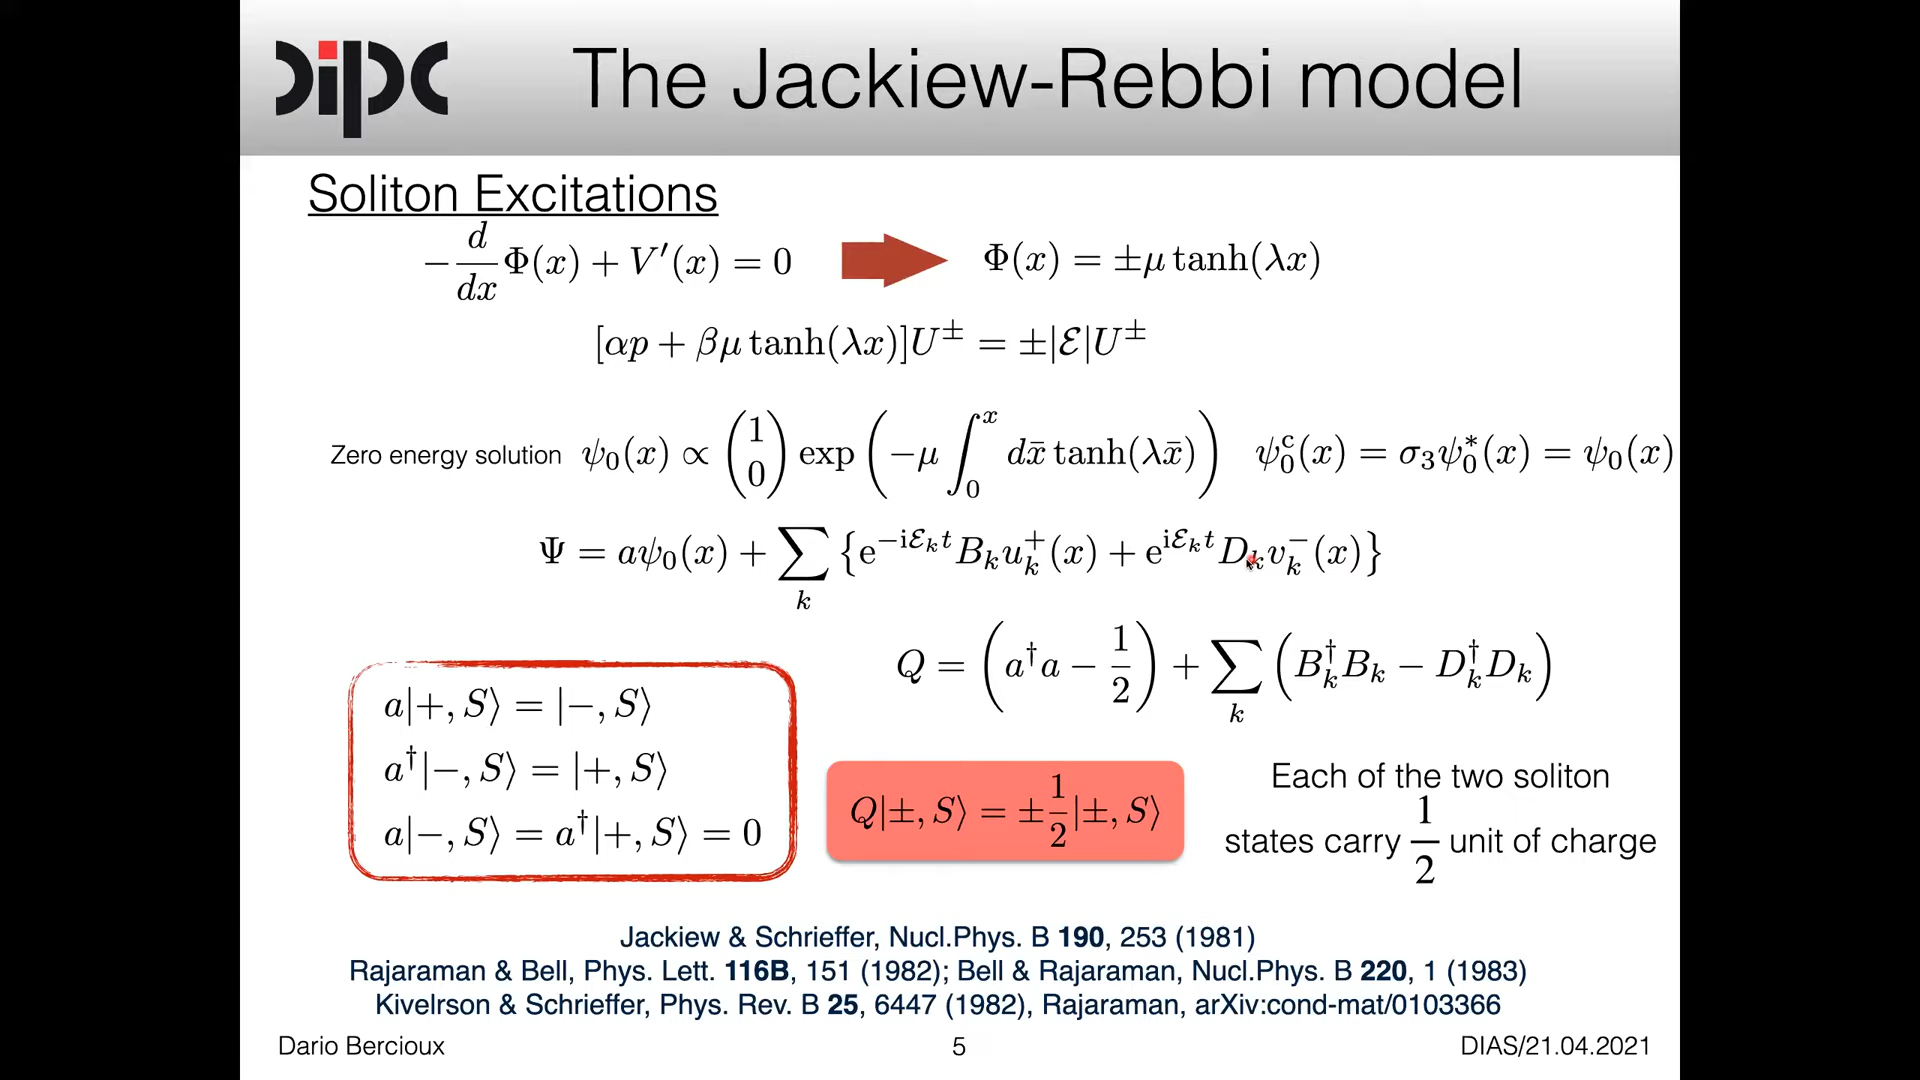 dipc
The Jackiew-Rebbi model
Soliton Excitations
$-\frac{d}{dx}\Phi(x) + V'(x) = 0$ $\Phi(x) = \pm\mu\tanh(\lambda x)$
$[\alpha p + \beta\mu\tanh(\lambda x)]U^{\pm} = \pm|\mathcal{E}|U^{\pm}$
Zero energy solution $\psi_0(x) \propto \begin{pmatrix}1\\0\end{pmatrix} \exp\left(-\mu\int_0^x d\bar{x}\tanh(\lambda\bar{x})\right)$ $\psi_0^{c}(x) = \sigma_3\psi_0^*(x) = \psi_0(x)$
$\Psi = a\psi_0(x) + \sum_k \{e^{-i\mathcal{E}_k t}B_k u_k^+(x) + e^{i\mathcal{E}_k t}D_k v_k^-(x)\}$
$Q = \left(a^\dagger a - \frac{1}{2}\right) + \sum_k \left(B_k^\dagger B_k - D_k^\dagger D_k\right)$
$a|+,S\rangle = |-,S\rangle$
$a^\dagger|-,S\rangle = |+,S\rangle$
$a|-,S\rangle = a^\dagger|+,S\rangle = 0$
$Q|\pm,S\rangle = \pm\frac{1}{2}|\pm,S\rangle$
Each of the two soliton
states carry $\frac{1}{2}$ unit of charge
Jackiew & Schrieffer, Nucl.Phys. B 190, 253 (1981)
Rajaraman & Bell, Phys. Lett. 116B, 151 (1982); Bell & Rajaraman, Nucl.Phys. B 220, 1 (1983)
Kivelrson & Schrieffer, Phys. Rev. B 25, 6447 (1982), Rajaraman, arXiv:cond-mat/0103366
Dario Bercioux 5 DIAS/21.04.2021